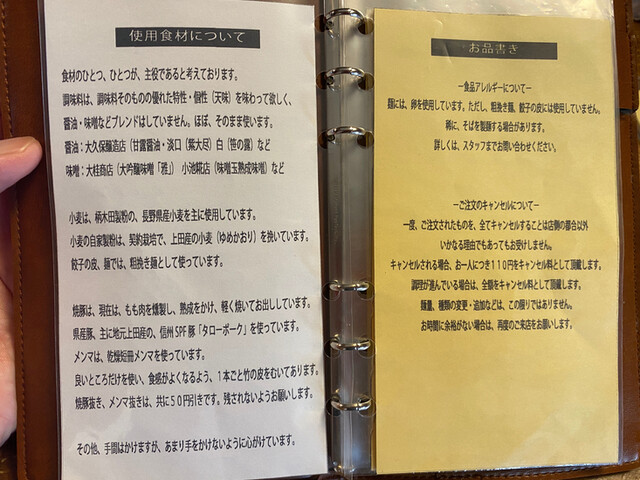 使用食材について
食材のひとつ、ひとつが、主役であると考えております。
調味料は、調味料そのものの優れた特性・個性（天味）を味わって欲しく、
醤油・味噌などブレンドはしていません。ほぼ、そのまま使います。
醤油：大久保醸造店（甘露醤油・淡口（紫大尽）白（笹の露）など
味噌：大桂商店（大吟醸味噌「雅」） 小池糀店（味噌玉熟成味噌）など
小麦は、柄木田製粉の、長野県産小麦を主に使用しています。
小麦の自家製粉は、契約栽培で、上田産の小麦（ゆめかおり）を挽いています。
餃子の皮、麺では、粗挽き麺として使っています。
焼豚は、現在は、もも肉を燻製し、熟成をかけ、軽く焼いてお出ししています。
県産豚、主に地元上田産の、信州SPF豚「タローポーク」を使っています。
メンマは、乾燥短冊メンマを使っています。
良いところだけを使い、食感がよくなるよう、1本ごと竹の皮をむいてあります。
焼豚抜き、メンマ抜きは、共に５０円引きです。残されないようお願いします。
その他、手間はかけますが、あまり手をかけないように心がけています。
お品書き
－食品アレルギーについて－
麺には、卵を使用しています。ただし、粗挽き麺、餃子の皮には使用していません。
稀に、そばを製麺する場合があります。
詳しくは、スタッフまでお問い合わせください。
－ご注文のキャンセルについて－
一度、ご注文されたものを、全てキャンセルすることは店側の都合以外
いかなる理由でもあってもお受けしません。
キャンセルされる場合、お一人につき１１０円をキャンセル料として頂戴します。
調理が進んでいる場合は、全額をキャンセル料として頂戴します。
麺量、種類の変更・追加などは、この限りではありません。
お時間に余裕がない場合は、再度のご来店をお願いします。